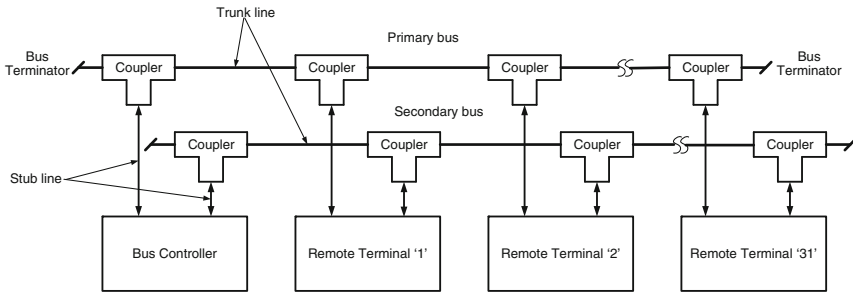 Trunk line
Primary bus
Bus
Terminator
Coupler
Coupler
Coupler
Coupler
Bus
Terminator
Secondary bus
Coupler
Coupler
Coupler
Coupler
Stub line
Bus Controller
Remote Terminal ‘1’
Remote Terminal ‘2’
Remote Terminal ‘31’